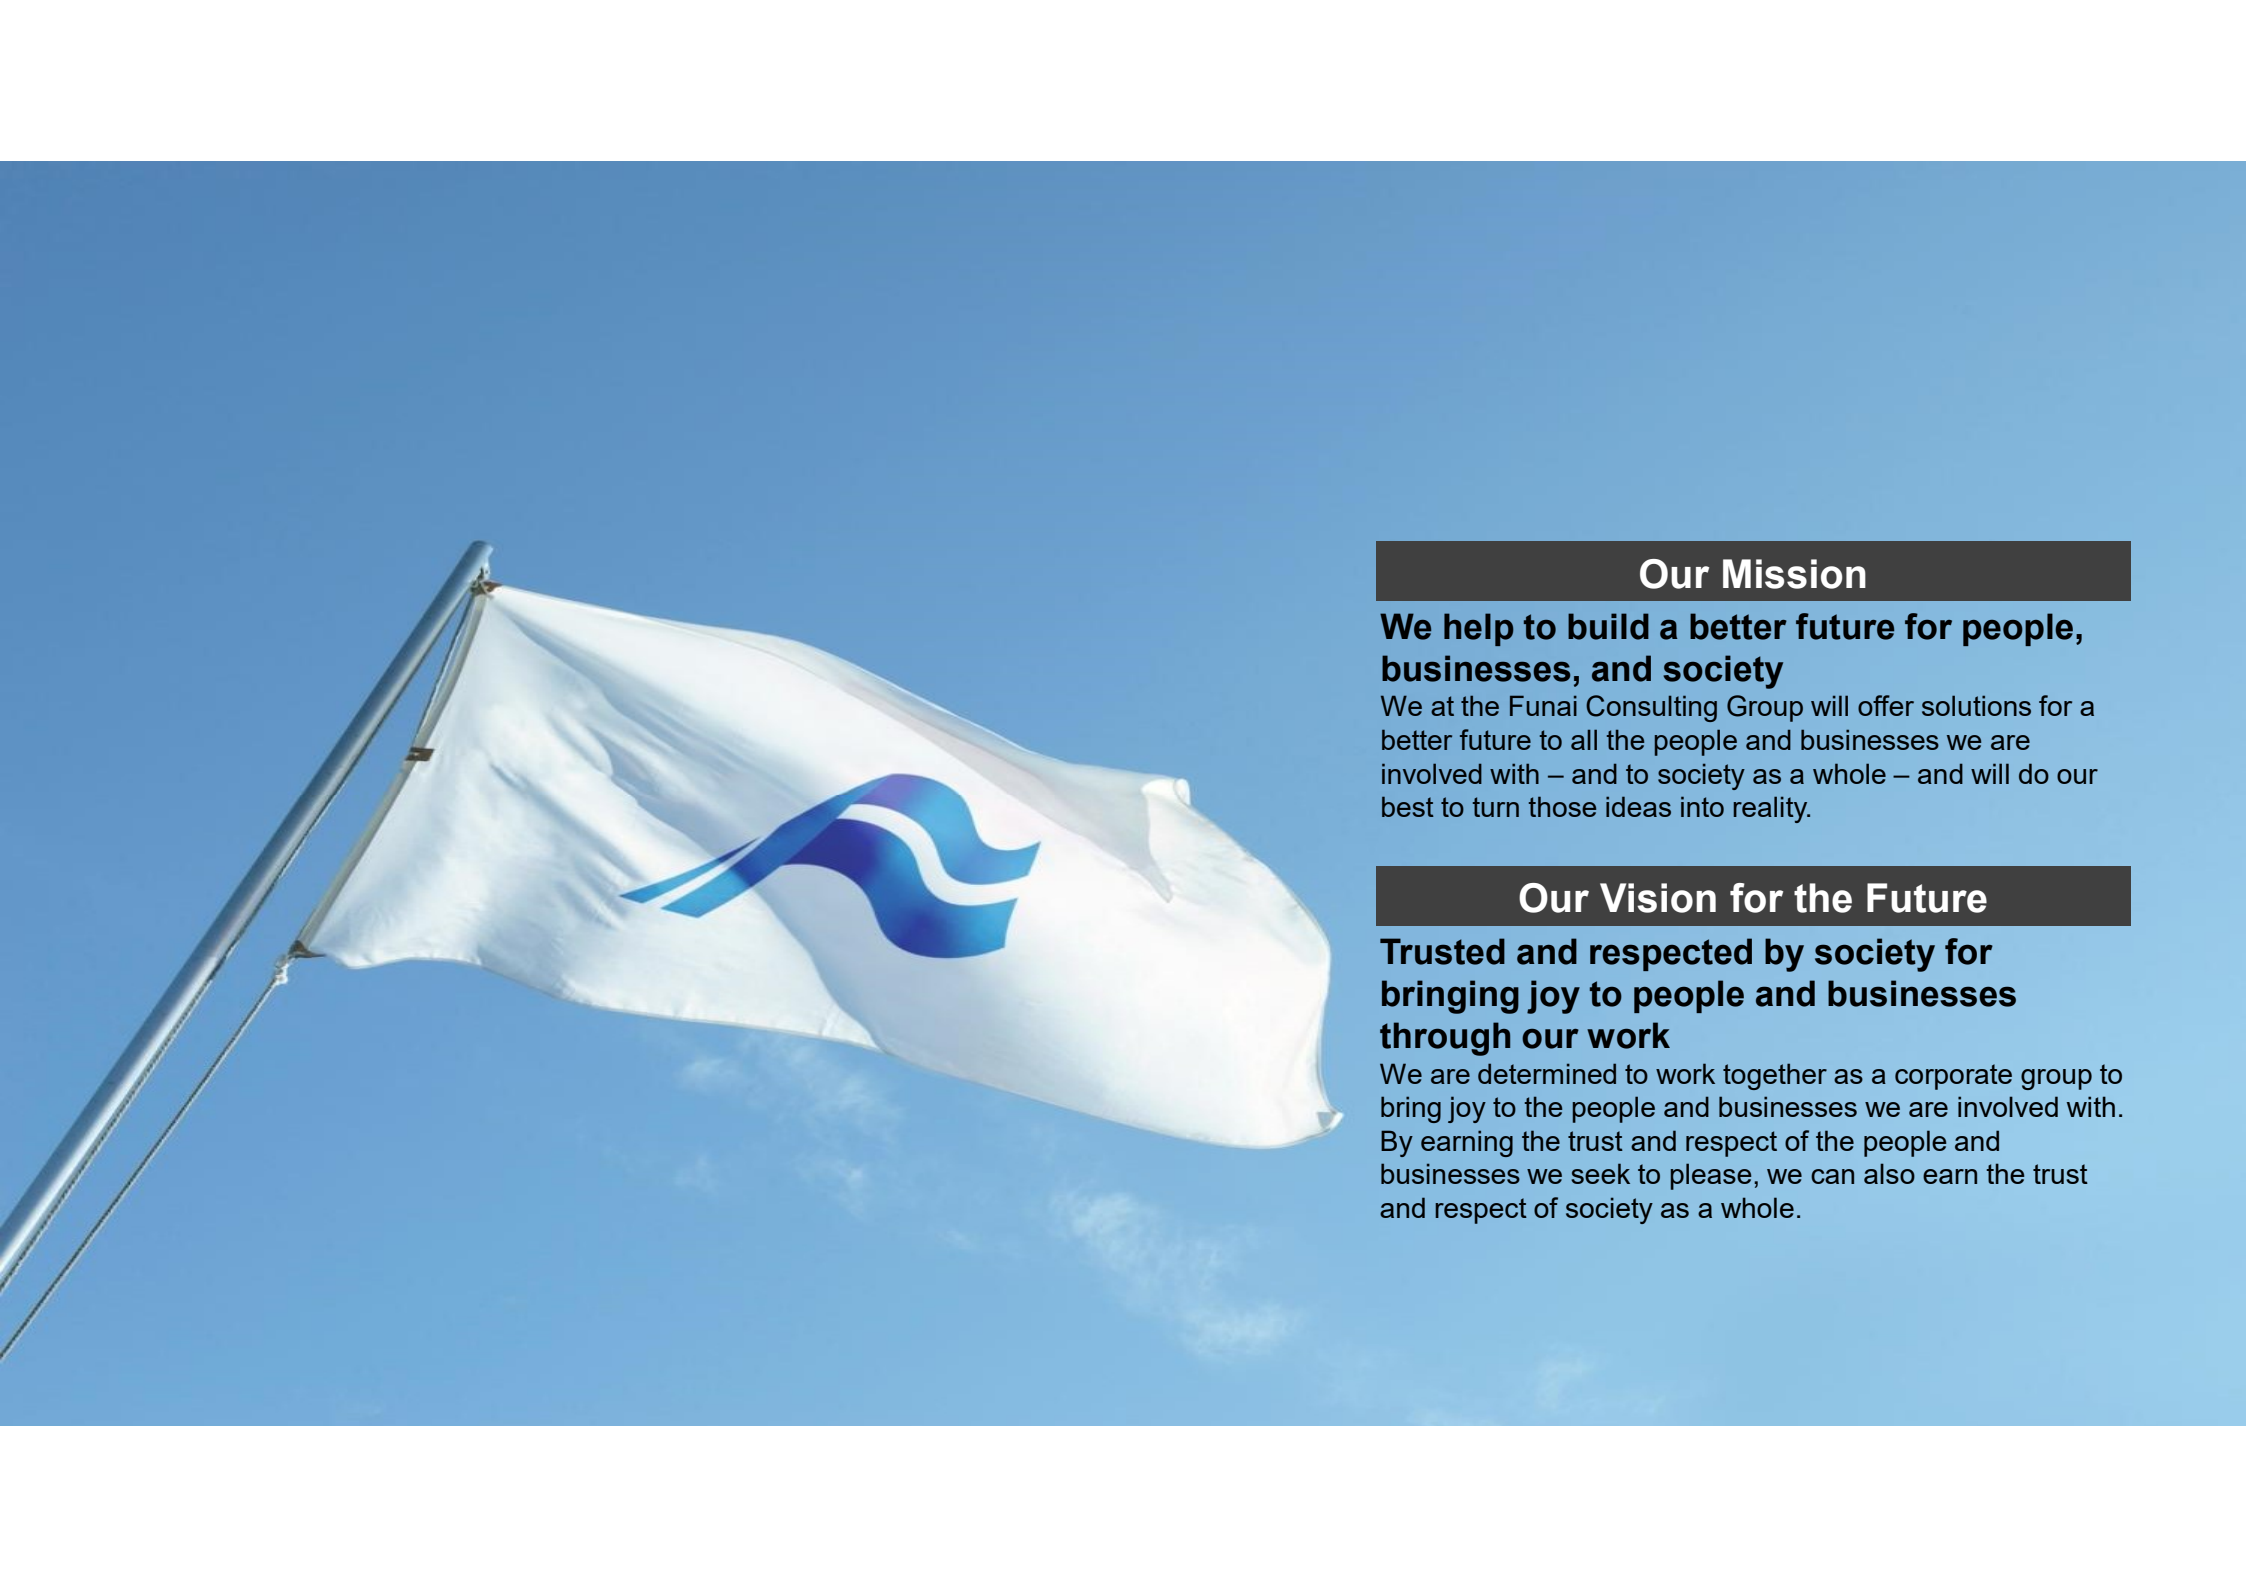 Our Mission
We help to build a better future for people,
businesses, and society
We at the Funai Consulting Group will offer solutions for a
better future to all the people and businesses we are
involved with – and to society as a whole – and will do our
best to turn those ideas into reality.
Our Vision for the Future
Trusted and respected by society for
bringing joy to people and businesses
through our work
We are determined to work together as a corporate group to
bring joy to the people and businesses we are involved with.
By earning the trust and respect of the people and
businesses we seek to please, we can also earn the trust
and respect of society as a whole.